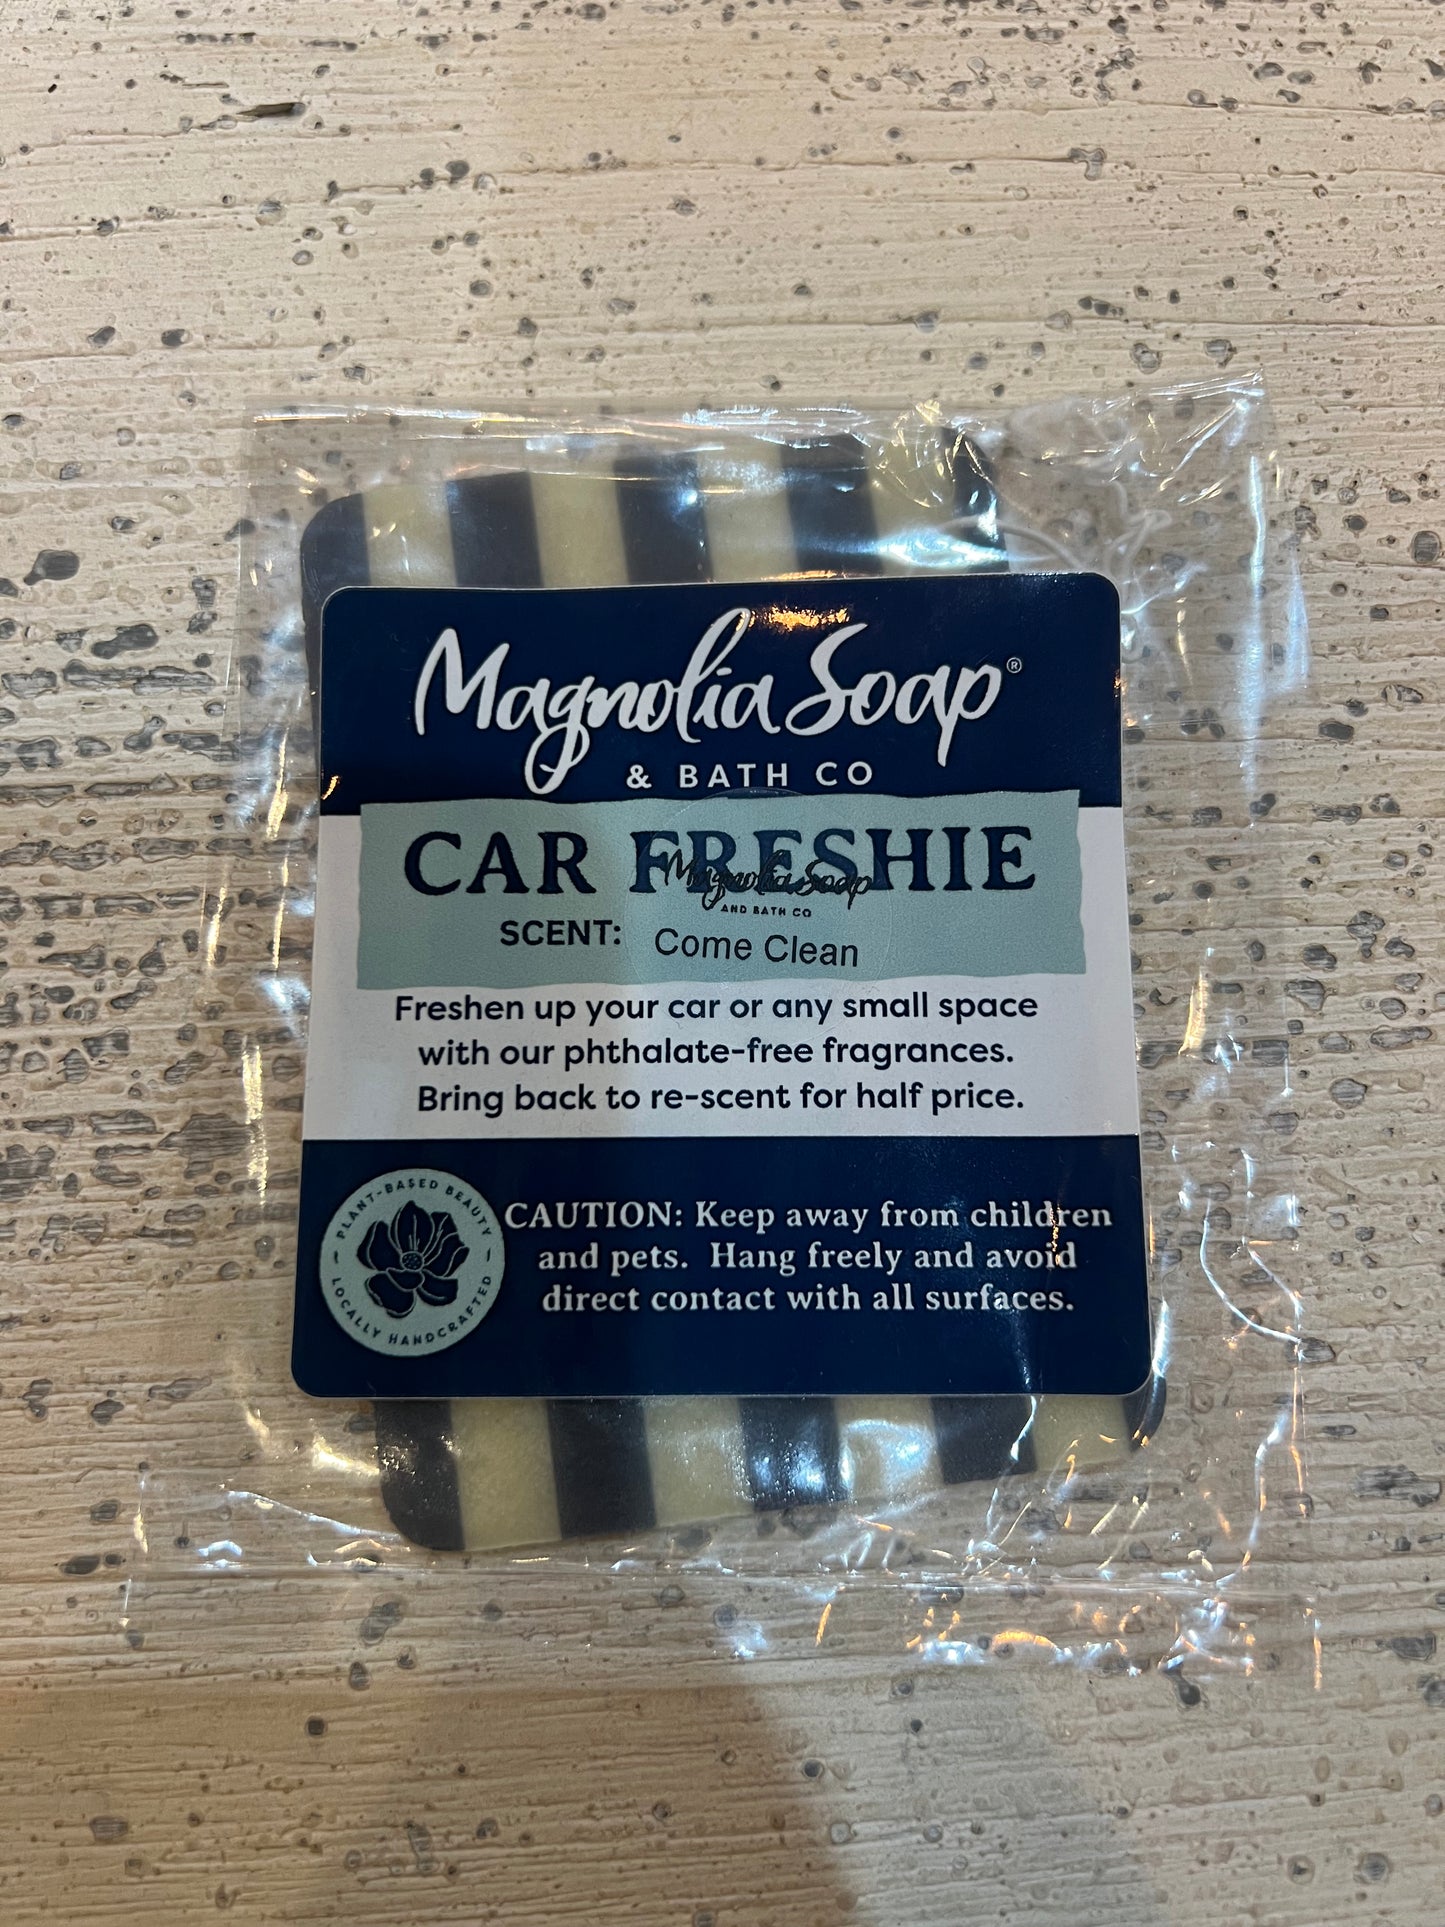 Magnolia Soap®
& BATH CO
CAR FRESHIE
Magnolia Soap
AND BATH CO
SCENT: Come Clean
Freshen up your car or any small space
with our phthalate-free fragrances.
Bring back to re-scent for half price.
PLANT-BASED BEAUTY
LOCALLY HANDCRAFTED
CAUTION: Keep away from children
and pets. Hang freely and avoid
direct contact with all surfaces.